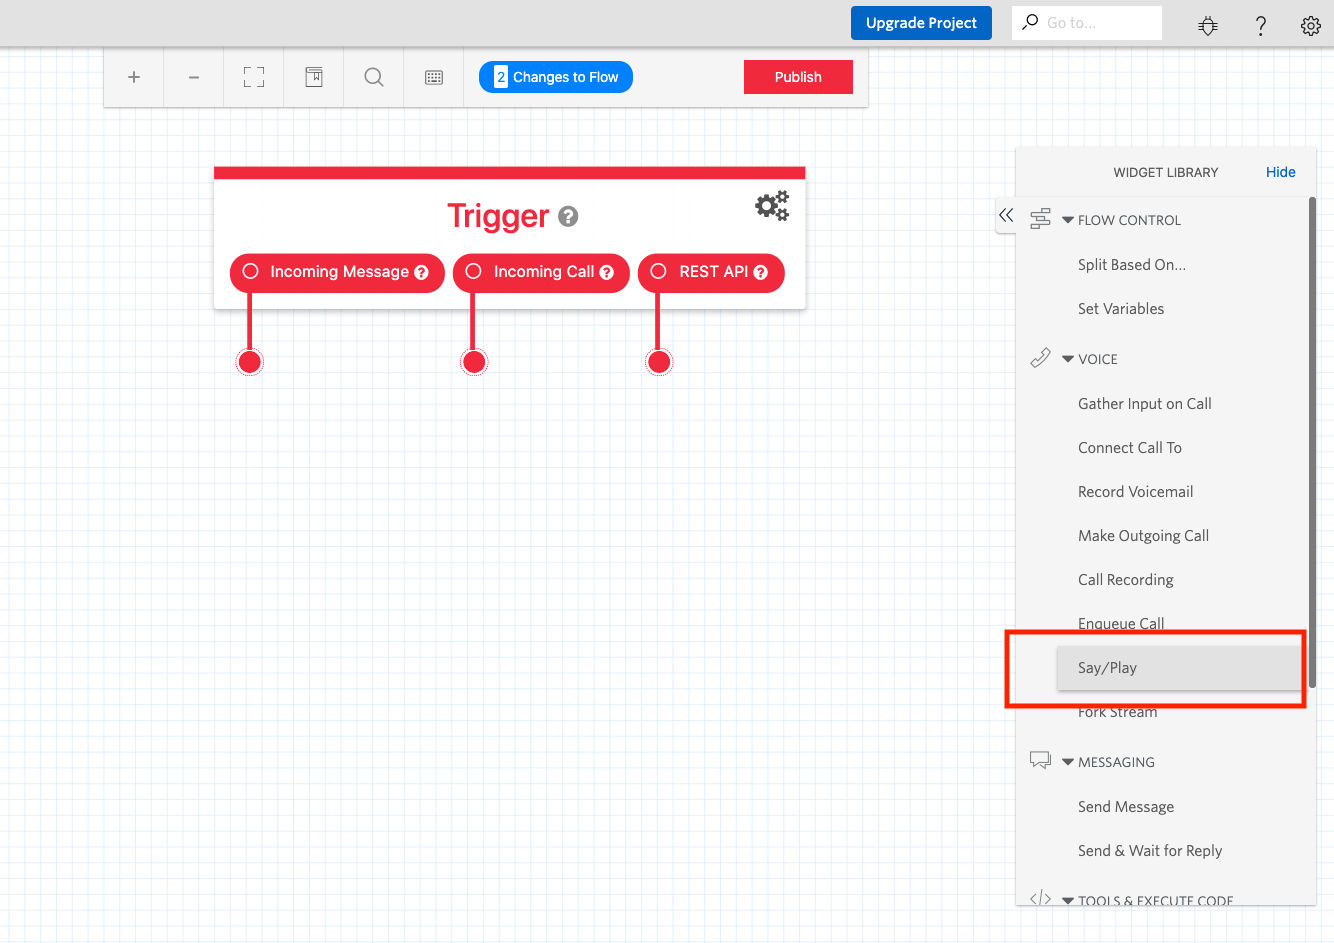 Upgrade Project
Go to...
?
2 Changes to Flow
Publish
WIDGET LIBRARY
Hide
Trigger ?
Incoming Message ?
Incoming Call ?
REST API ?
FLOW CONTROL
Split Based On...
Set Variables
VOICE
Gather Input on Call
Connect Call To
Record Voicemail
Make Outgoing Call
Call Recording
Enqueue Call
Say/Play
Fork Stream
MESSAGING
Send Message
Send & Wait for Reply
</> TOOLS & EXECUTE CODE